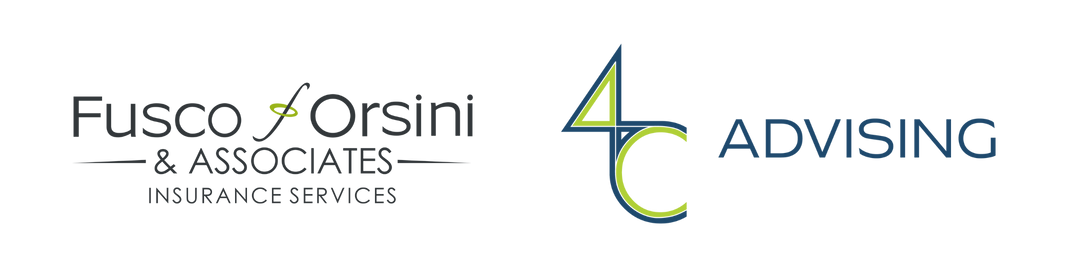 Fusco f Orsini
& ASSOCIATES
INSURANCE SERVICES
4C ADVISING